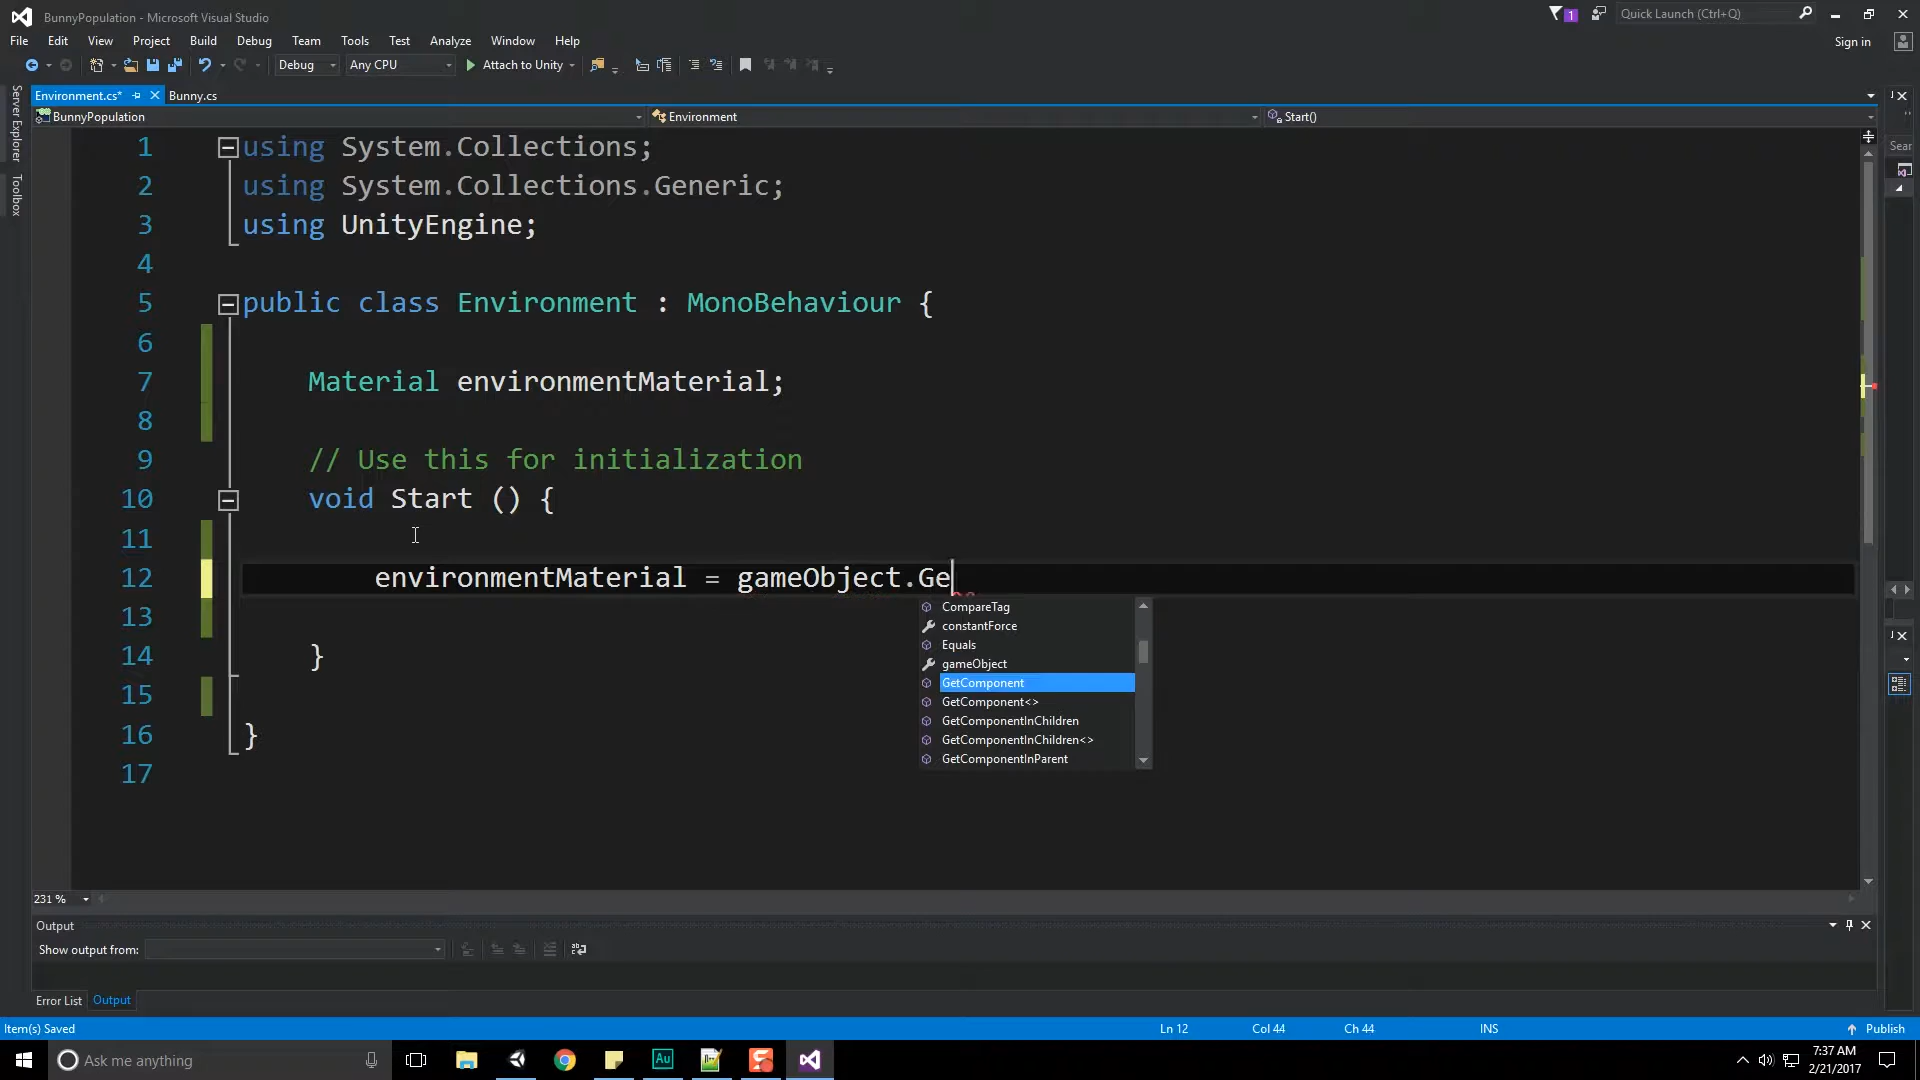 BunnyPopulation - Microsoft Visual Studio
1
Quick Launch (Ctrl+Q)
File Edit View Project Build Debug Team Tools Test Analyze Window Help
Sign in
Debug Any CPU Attach to Unity
Environment.cs* Bunny.cs
BunnyPopulation Environment Start()
Server Explorer
Toolbox
Sear
1 using System.Collections;
2 using System.Collections.Generic;
3 using UnityEngine;
4
5 public class Environment : MonoBehaviour {
6
7 Material environmentMaterial;
8
9 // Use this for initialization
10 void Start () {
11
12 environmentMaterial = gameObject.Ge
13
14 }
15
16 }
17
CompareTag
constantForce
Equals
gameObject
GetComponent
GetComponent<>
GetComponentInChildren
GetComponentInChildren<>
GetComponentInParent
231 %
Output
Show output from:
Error List Output
Item(s) Saved Ln 12 Col 44 Ch 44 INS Publish
Ask me anything
Au
7:37 AM
2/21/2017